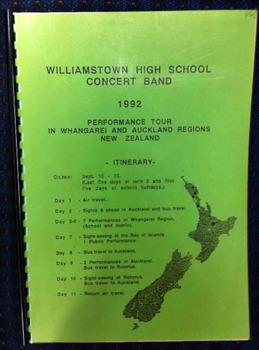 WILLIAMSTOWN HIGH SCHOOL
CONCERT BAND
1992
PERFORMANCE TOUR
IN WHANGAREI AND AUCKLAND REGIONS
NEW ZEALAND
- ITINERARY-
Dates: Sept.
(Last five days of term 3 and first
five days of school holidays.)
Day 1 - Air travel.
Day 2 - Sights & shops in Auckland and bus travel.
Day 3-6 - 7 Performances in Whangarei Region,
(School and public).
Day 7 - Sight-seeing at the Bay of Islands
1 Public Performance.
Day 8 - Bus travel to Auckland.
Day 9 - 2 Performances in Auckland,
Bus travel to Rotorua.
Day 10 - Sight-seeing at Rotorua,
Bus travel to Auckland.
Day 11 - Return air travel.